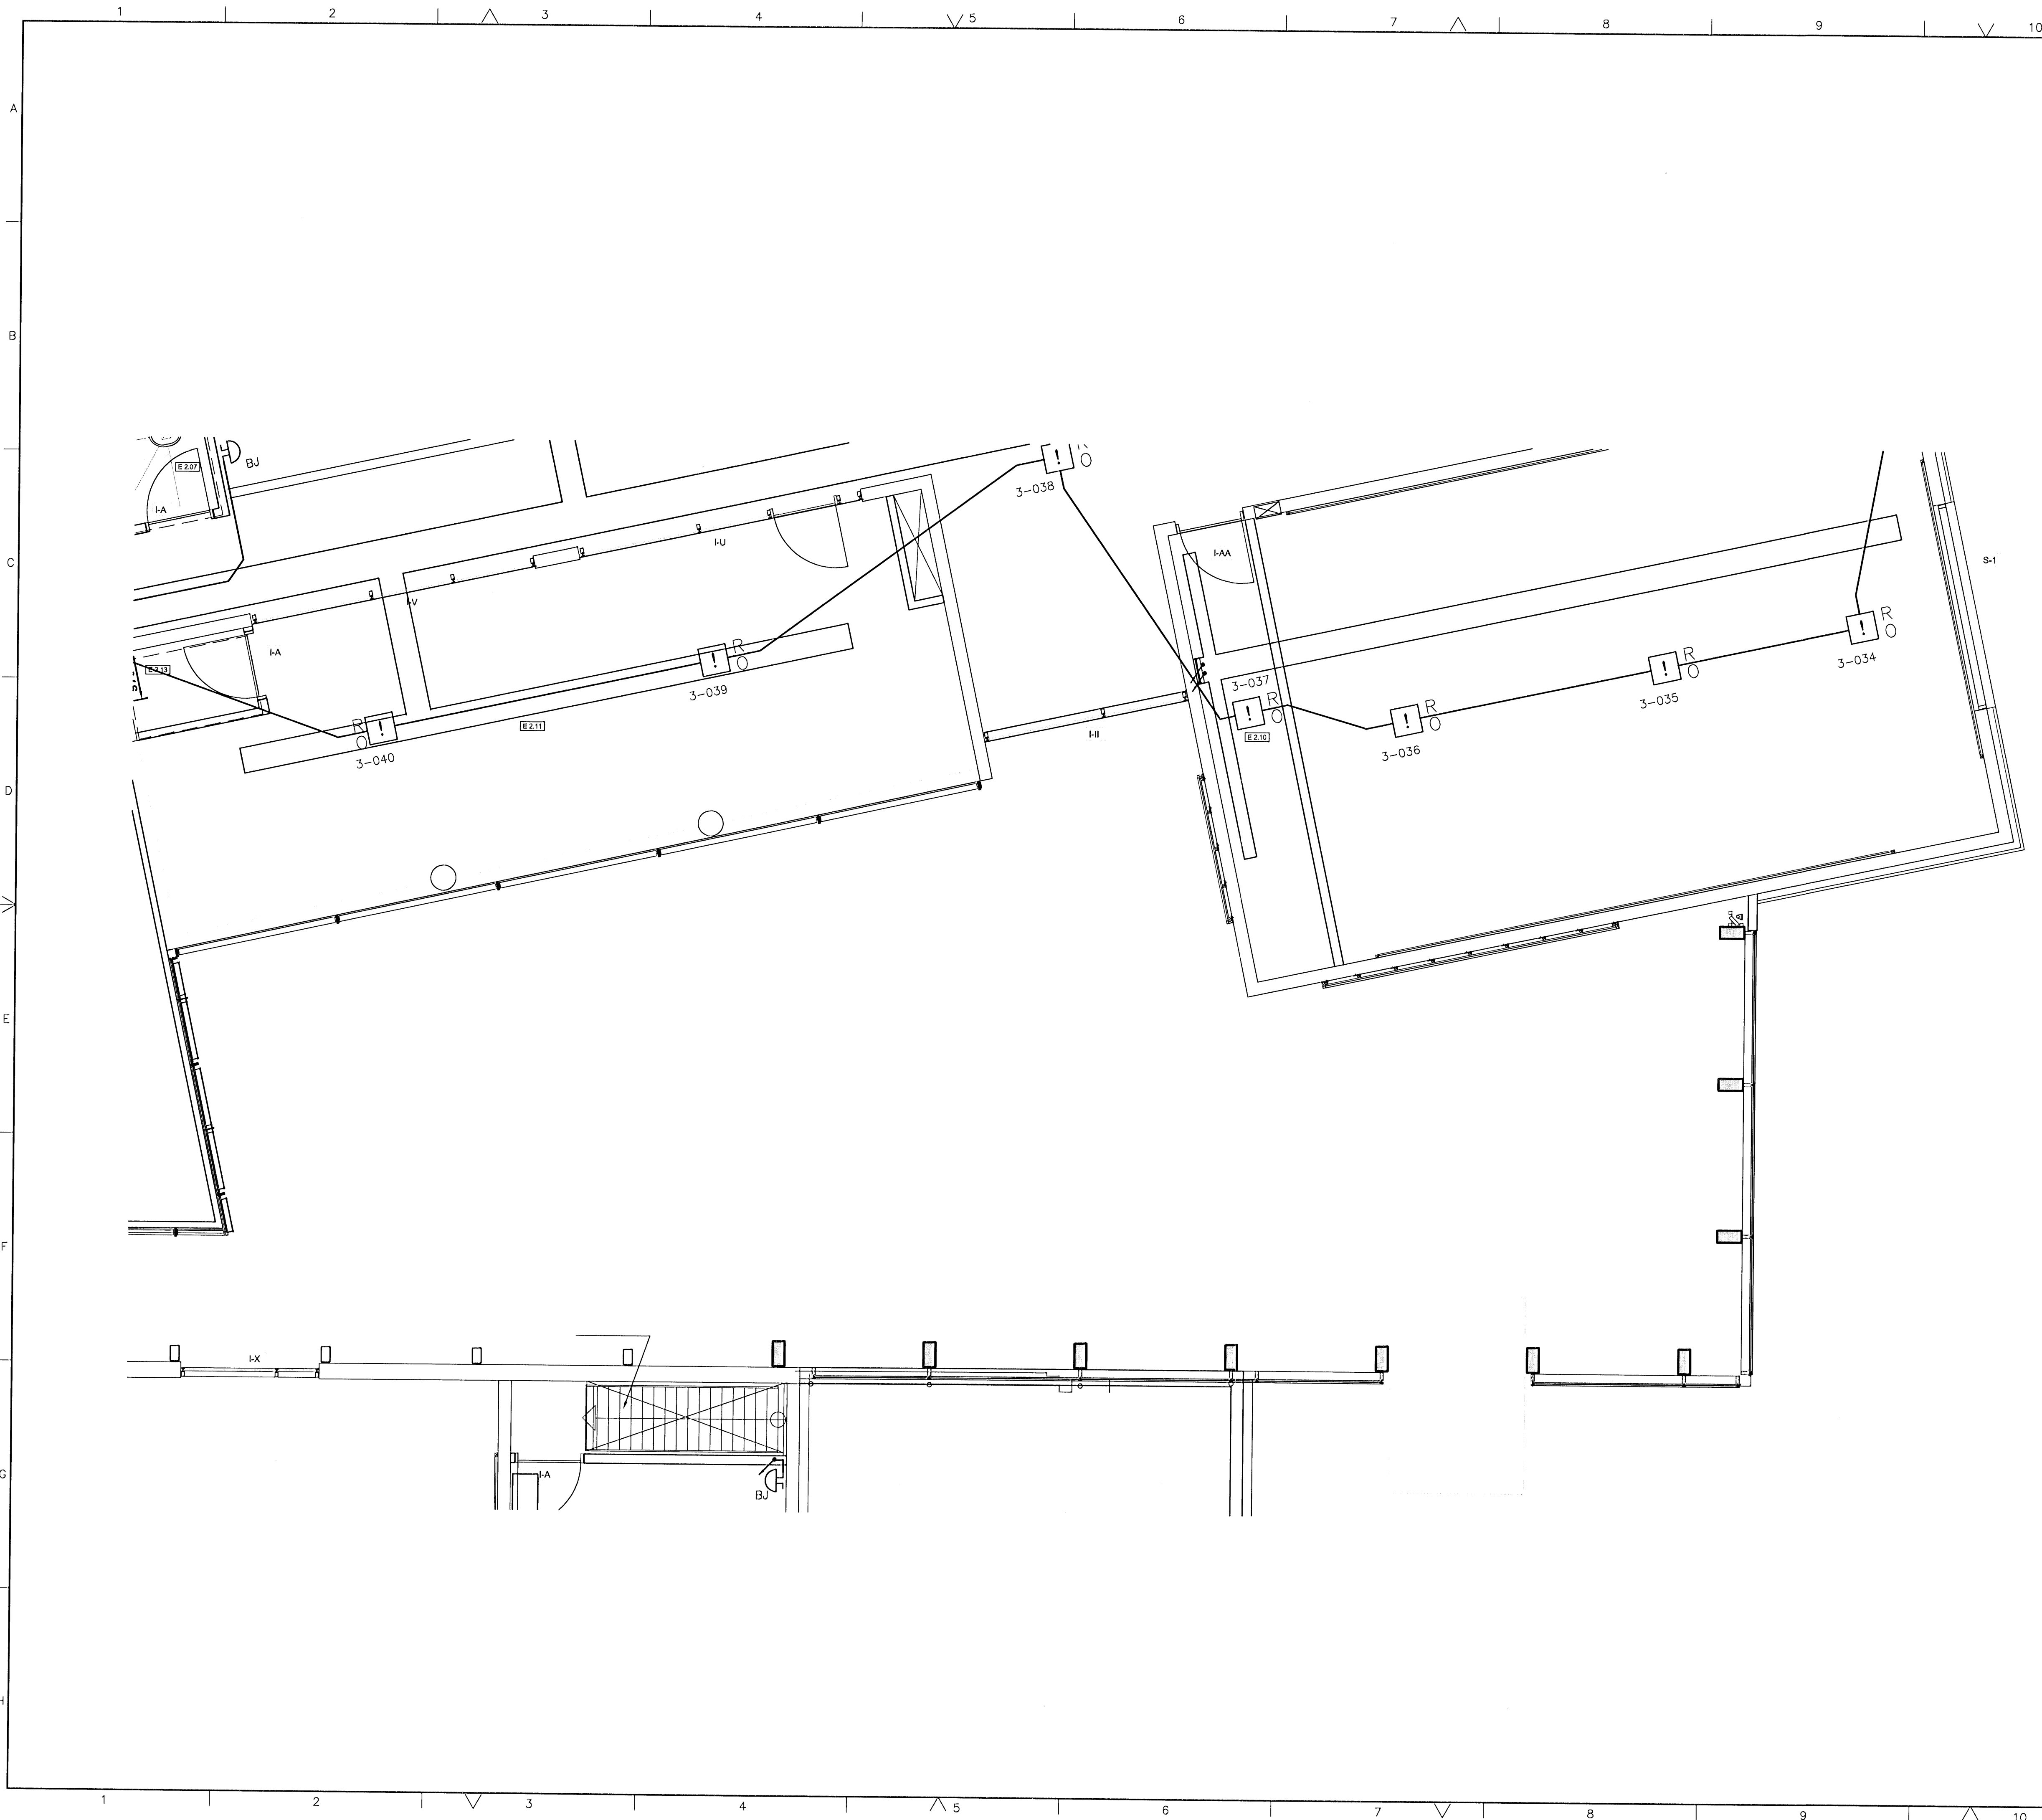 1 2 3 4 5 6 7 8 9 10
A
B
C
D
E
F
G
H
E 2.07
BJ
I-A
R
O
3-038
I-U
I-AA
S-1
I-V
I-A
E 2.13
R
O
3-039
R
O
3-034
R
O
3-035
3-037
R
O
E 2.10
R
O
3-036
R
O
3-040
E 2.11
I-II
I-X
I-A
BJ
1 2 3 4 5 6 7 8 9 10